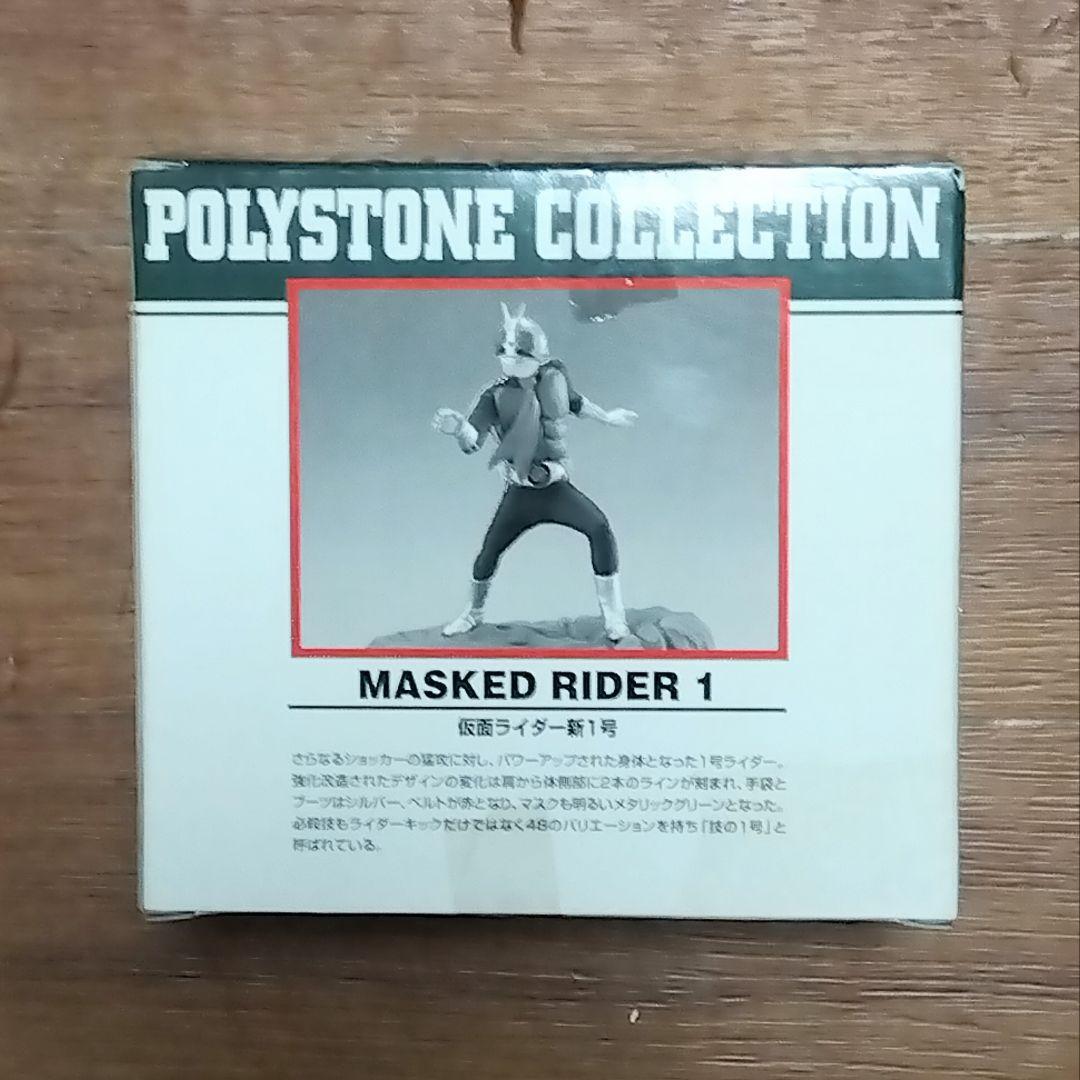 POLYSTONE COLLECTION
MASKED RIDER 1
仮面ライダー新1号
さらなるショッカーの猛攻に対し、パワーアップされた身体となった1号ライダー。
強化改造されたデザインの変化は肩から体側部に2本のラインが刻まれ、手袋と
ブーツはシルバー、ベルトが赤となり、マスクも明るいメタリックグリーンとなった。
必殺技もライダーキックだけではなく48のバリエーションを持ち「技の1号」と
呼ばれている。